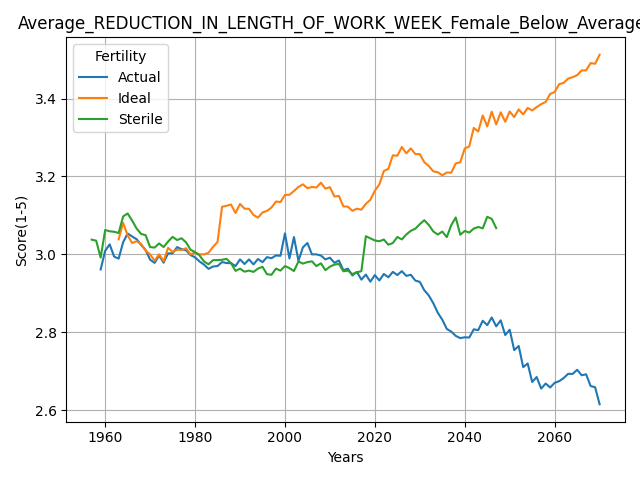 Average_REDUCTION_IN_LENGTH_OF_WORK_WEEK_Female_Below_Average
Fertility
Actual
Ideal
Sterile
Score(1-5)
3.4
3.2
3.0
2.8
2.6
1960 1980 2000 2020 2040 2060
Years